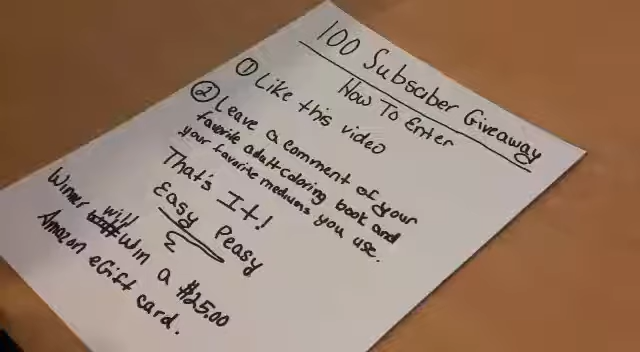 100 Subsciber Giveaway
How To Enter
① Like this video
② Leave a comment of your
favorite adult coloring book and
your favorite mediums you use.
That's It!
Easy Peasy
Winner will win a $25.00
Amazon eGift card.